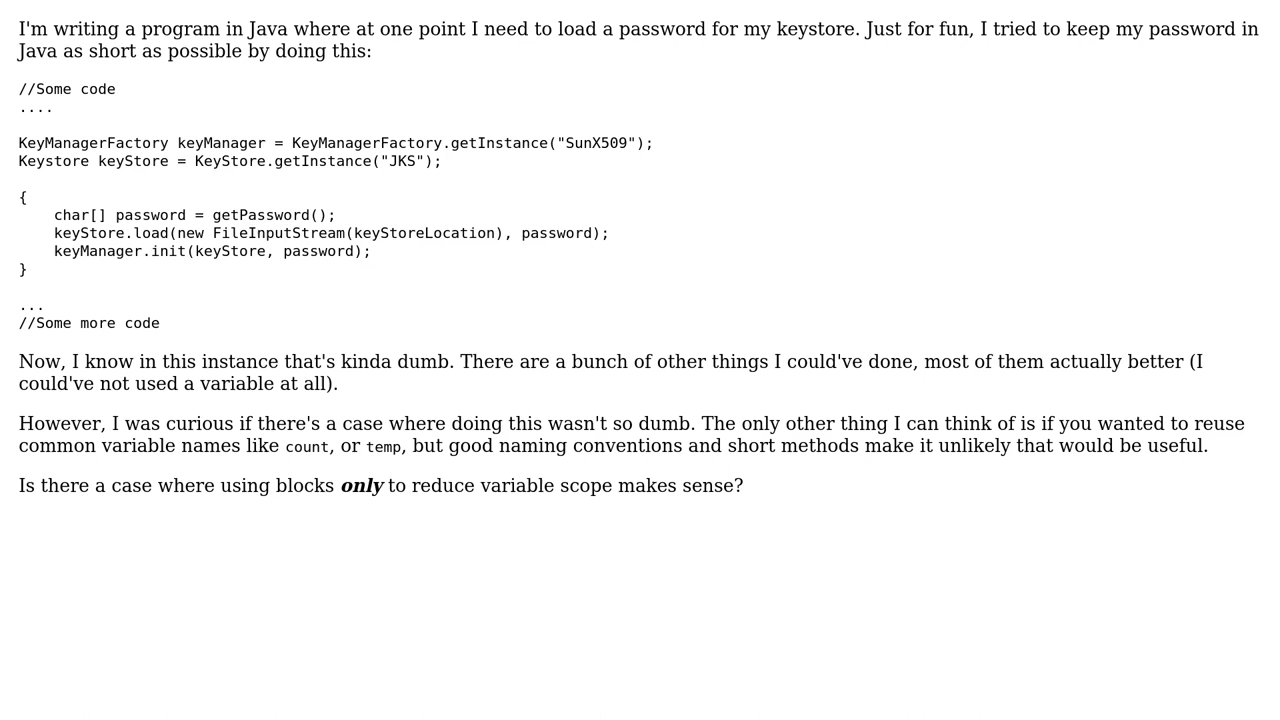 I'm writing a program in Java where at one point I need to load a password for my keystore. Just for fun, I tried to keep my password in
Java as short as possible by doing this:
//Some code
....
KeyManagerFactory keyManager = KeyManagerFactory.getInstance("SunX509");
Keystore keyStore = KeyStore.getInstance("JKS");
{
    char[] password = getPassword();
    keyStore.load(new FileInputStream(keyStoreLocation), password);
    keyManager.init(keyStore, password);
}
...
//Some more code
Now, I know in this instance that's kinda dumb. There are a bunch of other things I could've done, most of them actually better (I
could've not used a variable at all).
However, I was curious if there's a case where doing this wasn't so dumb. The only other thing I can think of is if you wanted to reuse
common variable names like count, or temp, but good naming conventions and short methods make it unlikely that would be useful.
Is there a case where using blocks only to reduce variable scope makes sense?